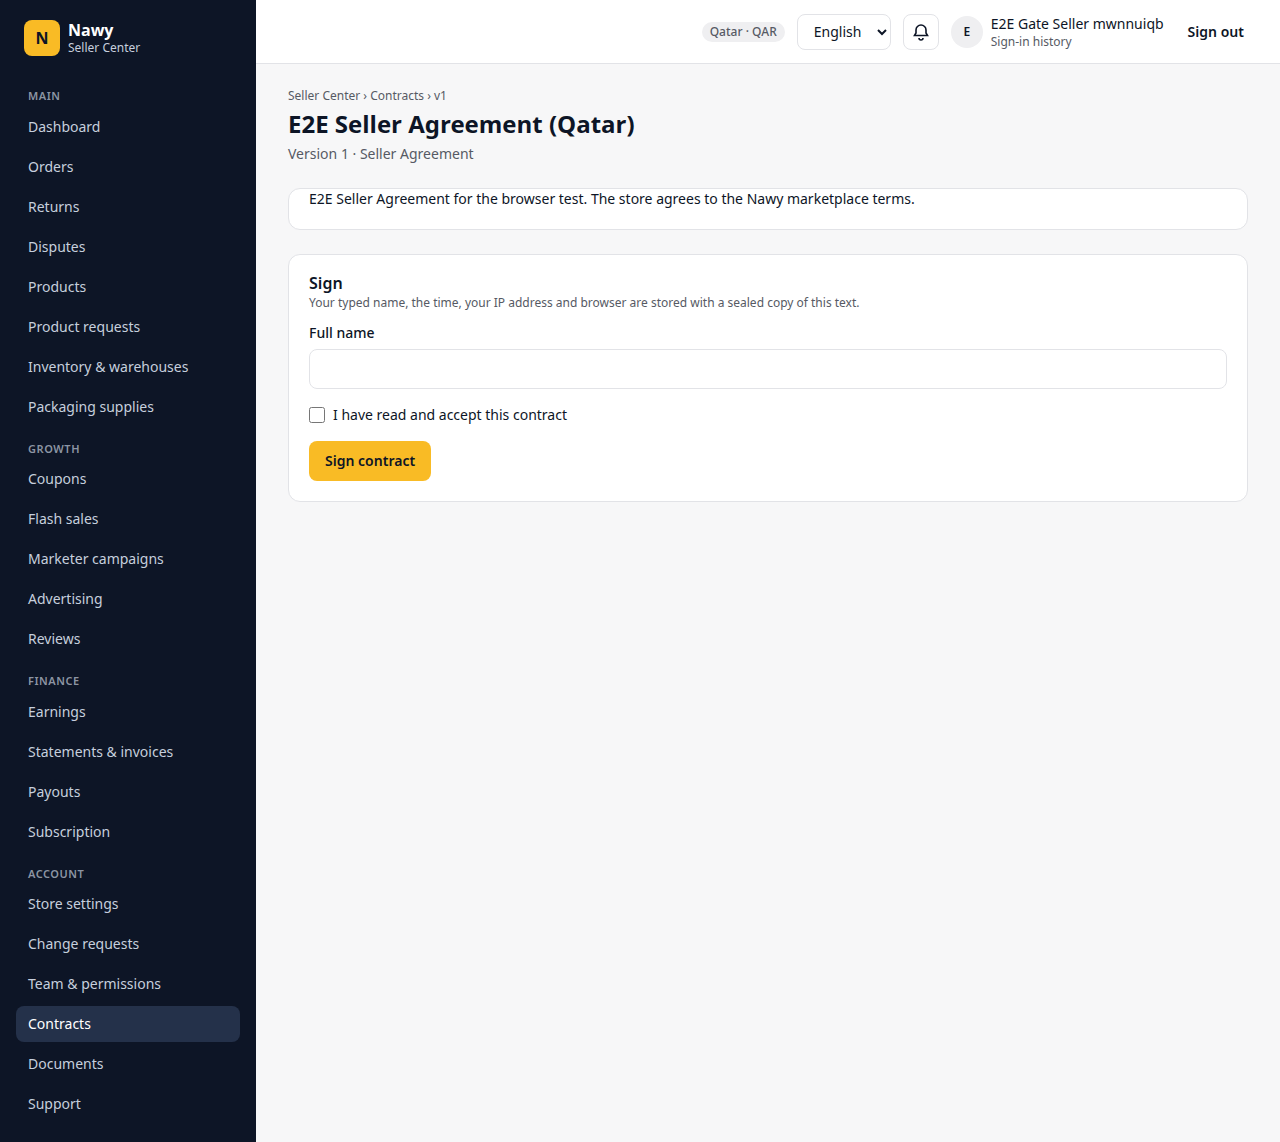 N
Nawy
Seller Center
MAIN
Dashboard
Orders
Returns
Disputes
Products
Product requests
Inventory & warehouses
Packaging supplies
GROWTH
Coupons
Flash sales
Marketer campaigns
Advertising
Reviews
FINANCE
Earnings
Statements & invoices
Payouts
Subscription
ACCOUNT
Store settings
Change requests
Team & permissions
Contracts
Documents
Support
Qatar · QAR
English
E
E2E Gate Seller mwnnuiqb
Sign-in history
Sign out
Seller Center › Contracts › v1
E2E Seller Agreement (Qatar)
Version 1 · Seller Agreement
E2E Seller Agreement for the browser test. The store agrees to the Nawy marketplace terms.
Sign
Your typed name, the time, your IP address and browser are stored with a sealed copy of this text.
Full name
I have read and accept this contract
Sign contract